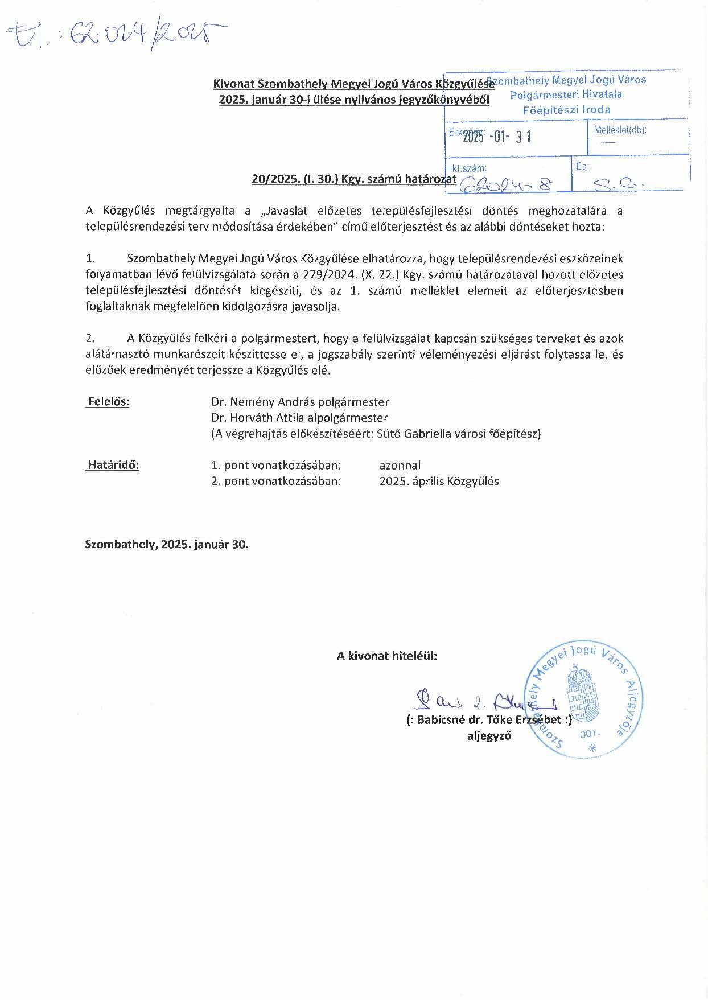 tl.: 62024/2025
Kivonat Szombathely Megyei Jogú Város Közgyűlése
2025. január 30-i ülése nyilvános jegyzőkönyvéből
Szombathely Megyei Jogú Város
Polgármesteri Hivatala
Főépítészi Iroda
2025 -01- 31
Melléklet(db):
—
Ikt.szám:
62024-8
Ea:
S.G.
20/2025. (I. 30.) Kgy. számú határozat
A Közgyűlés megtárgyalta a „Javaslat előzetes településfejlesztési döntés meghozatalára a
településrendezési terv módosítása érdekében" című előterjesztést és az alábbi döntéseket hozta:
1. Szombathely Megyei Jogú Város Közgyűlése elhatározza, hogy településrendezési eszközeinek
folyamatban lévő felülvizsgálata során a 279/2024. (X. 22.) Kgy. számú határozatával hozott előzetes
településfejlesztési döntését kiegészíti, és az 1. számú melléklet elemeit az előterjesztésben
foglaltaknak megfelelően kidolgozásra javasolja.
2. A Közgyűlés felkéri a polgármestert, hogy a felülvizsgálat kapcsán szükséges terveket és azok
alátámasztó munkarészeit készíttesse el, a jogszabály szerinti véleményezési eljárást folytassa le, és
előzőek eredményét terjessze a Közgyűlés elé.
Felelős: Dr. Nemény András polgármester
Dr. Horváth Attila alpolgármester
(A végrehajtás előkészítéséért: Sütő Gabriella városi főépítész)
Határidő: 1. pont vonatkozásában: azonnal
2. pont vonatkozásában: 2025. április Közgyűlés
Szombathely, 2025. január 30.
A kivonat hiteléül:
(: Babicsné dr. Tőke Erzsébet :)
aljegyző
Szombathely Megyei Jogú Város Aljegyzője
001.
*